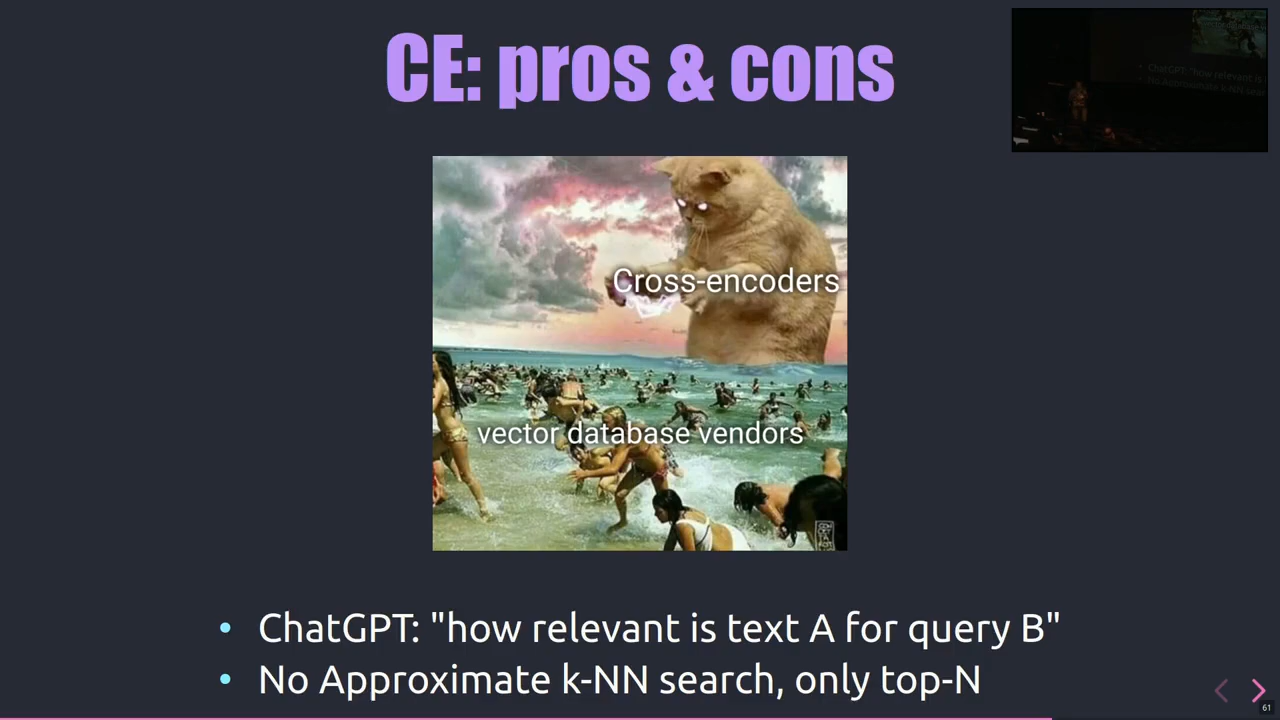 CE: pros & cons
Cross-encoders
vector database vendors
• ChatGPT: "how relevant is text A for query B"
• No Approximate k-NN search, only top-N
61